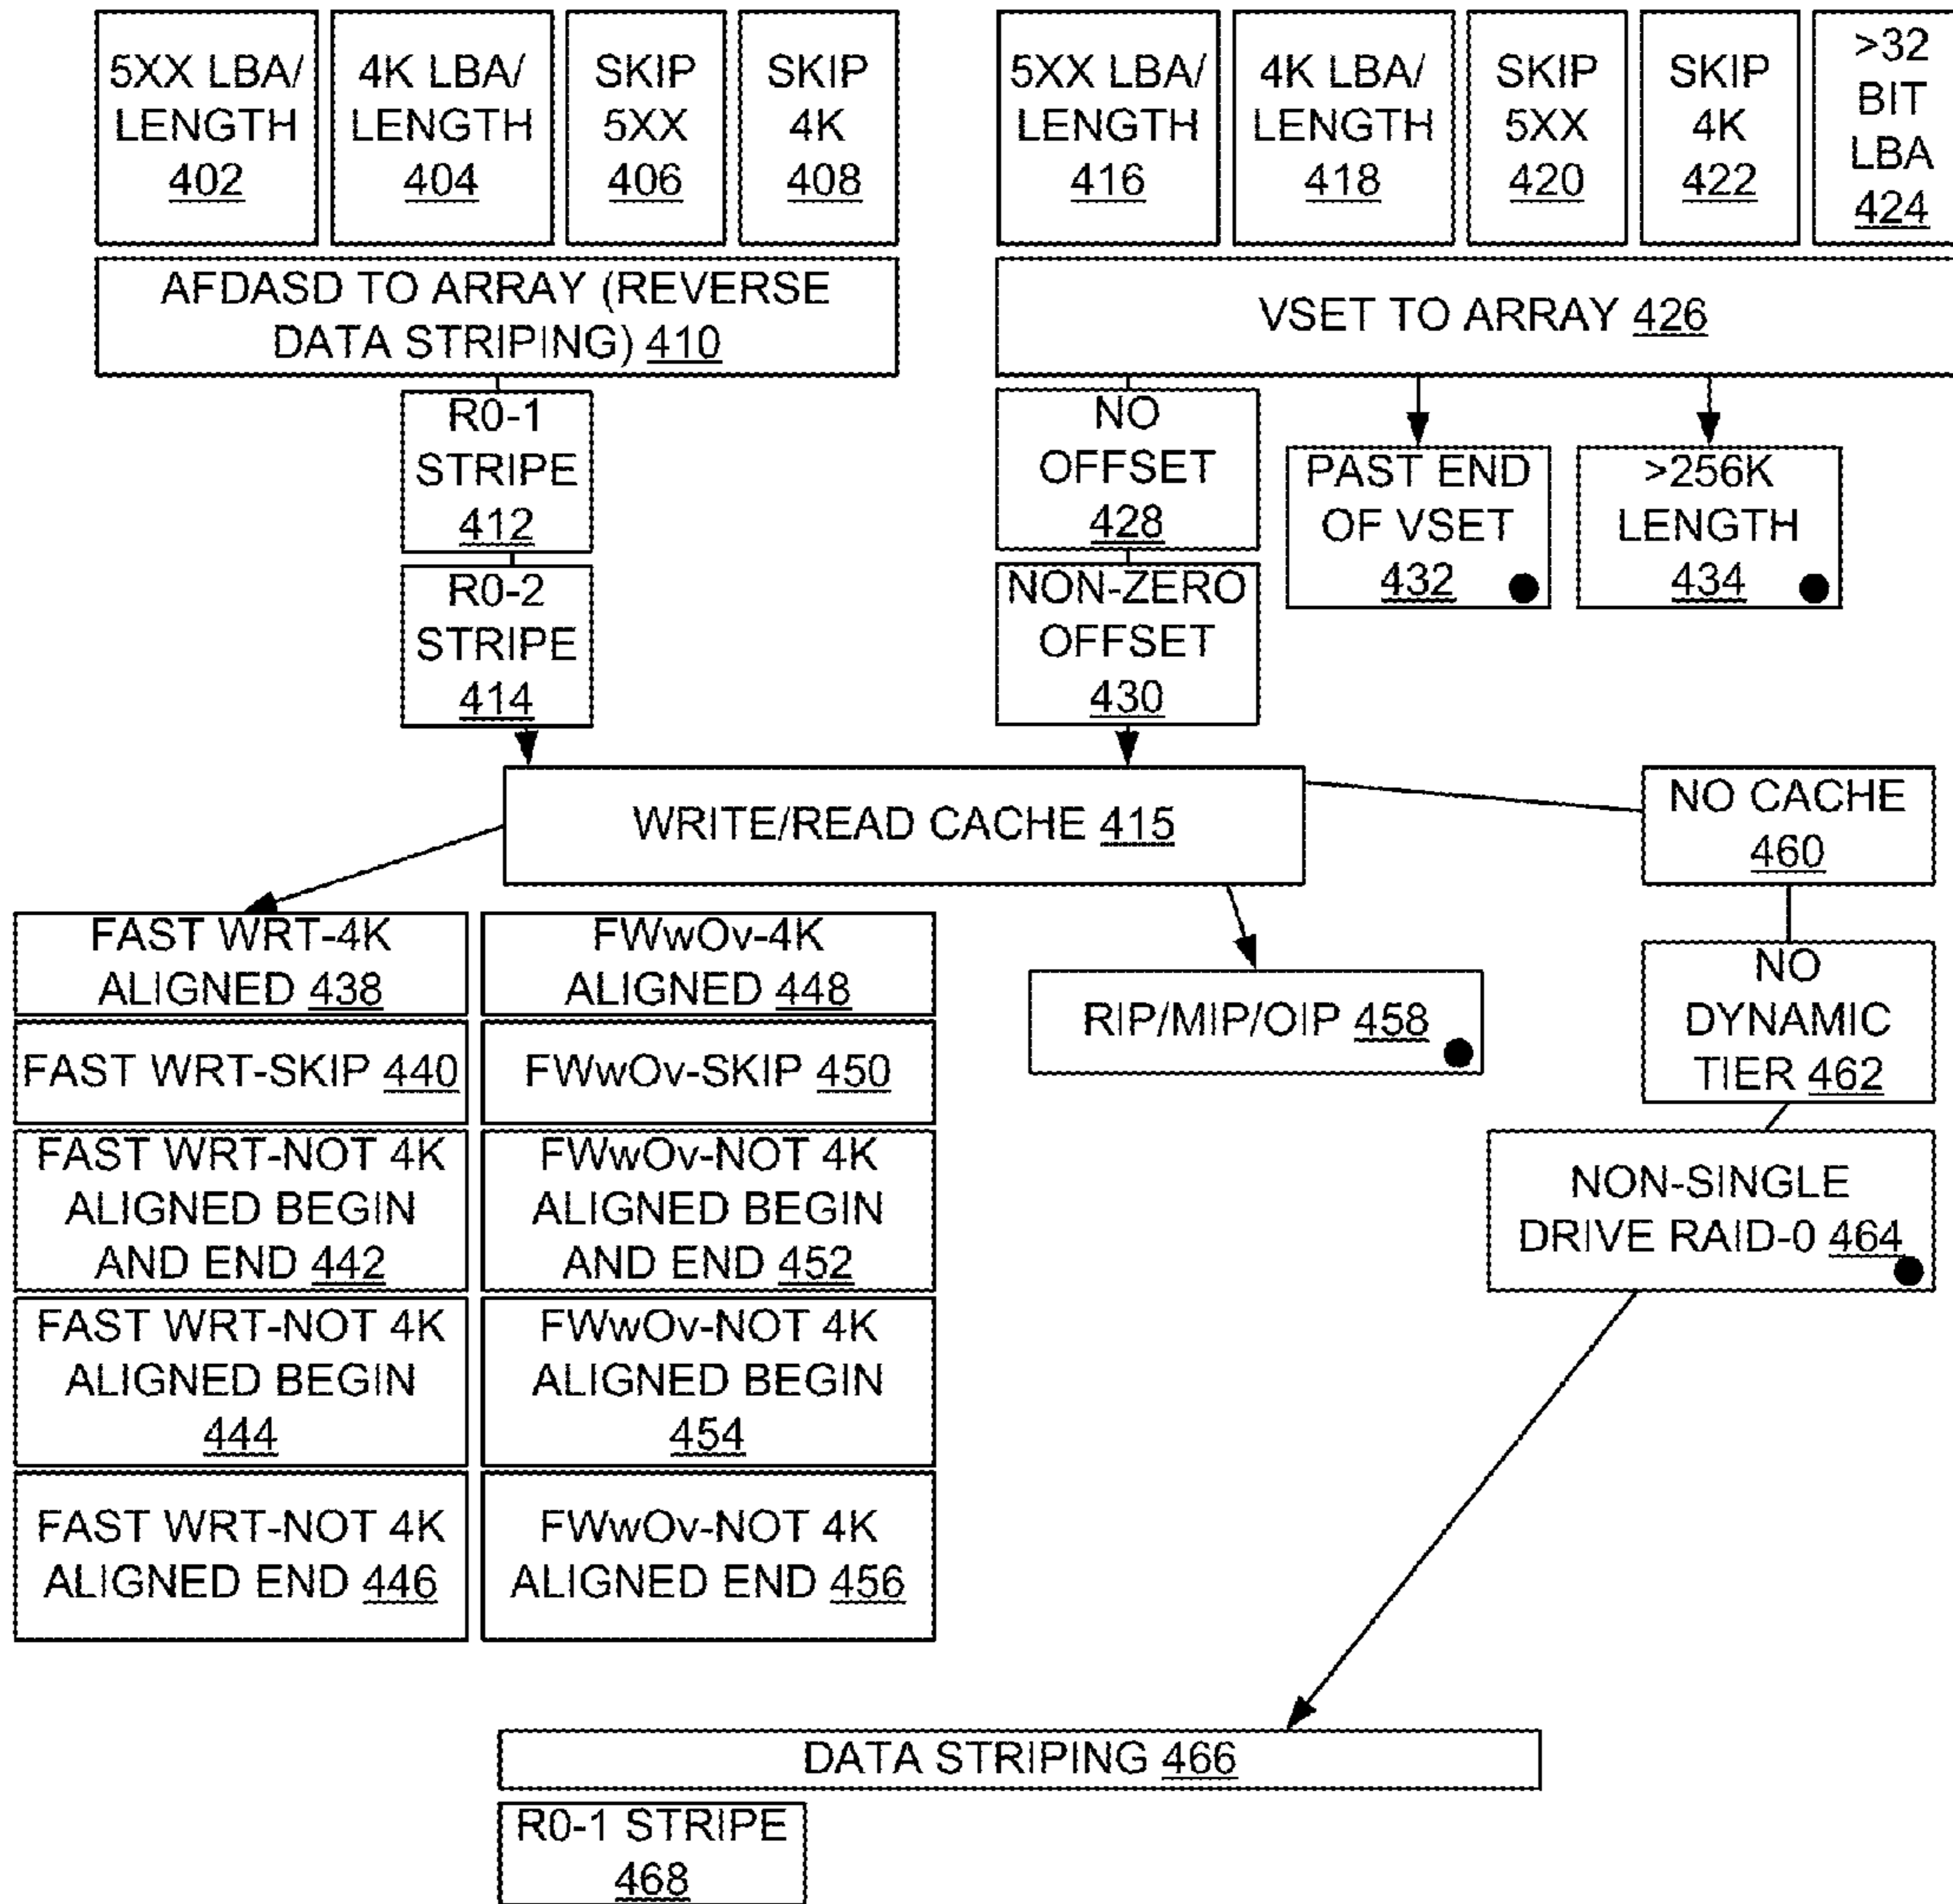 5XX LBA/
LENGTH
402
4K LBA/
LENGTH
404
SKIP
5XX
406
SKIP
4K
408
5XX LBA/
LENGTH
416
4K LBA/
LENGTH
418
SKIP
5XX
420
SKIP
4K
422
>32
BIT
LBA
424
AFDASD TO ARRAY (REVERSE
DATA STRIPING) 410
VSET TO ARRAY 426
R0-1
STRIPE
412
R0-2
STRIPE
414
NO
OFFSET
428
NON-ZERO
OFFSET
430
PAST END
OF VSET
432
>256K
LENGTH
434
WRITE/READ CACHE 415
NO CACHE
460
FAST WRT-4K
ALIGNED 438
FWwOv-4K
ALIGNED 448
FAST WRT-SKIP 440
FWwOv-SKIP 450
FAST WRT-NOT 4K
ALIGNED BEGIN
AND END 442
FWwOv-NOT 4K
ALIGNED BEGIN
AND END 452
FAST WRT-NOT 4K
ALIGNED BEGIN
444
FWwOv-NOT 4K
ALIGNED BEGIN
454
FAST WRT-NOT 4K
ALIGNED END 446
FWwOv-NOT 4K
ALIGNED END 456
RIP/MIP/OIP 458
NO
DYNAMIC
TIER 462
NON-SINGLE
DRIVE RAID-0 464
DATA STRIPING 466
R0-1 STRIPE
468